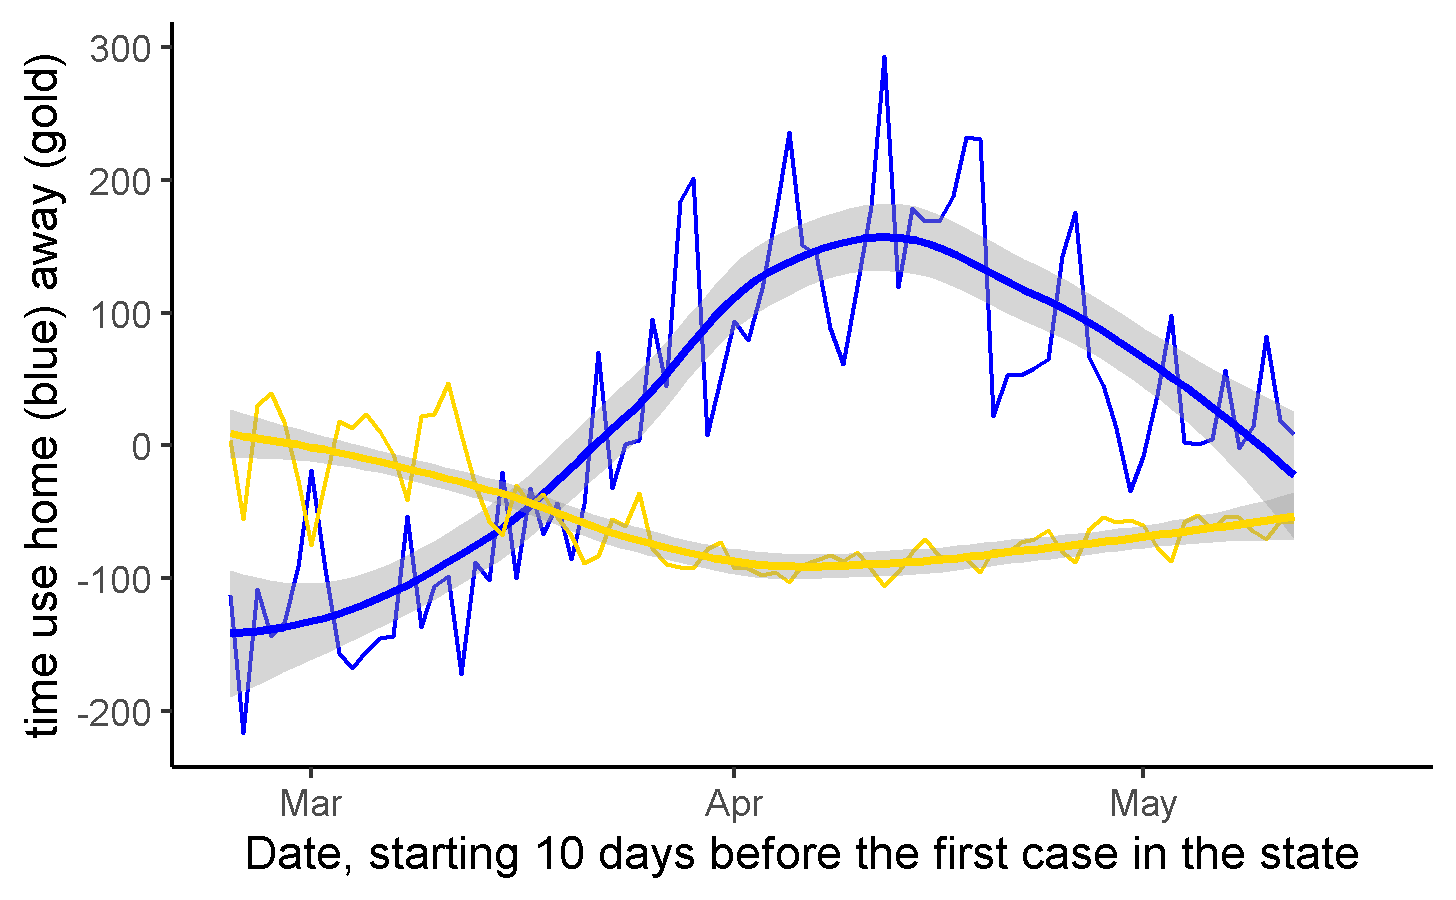 time use home (blue) away (gold)
300
200
100
0
-100
-200
Mar Apr May
Date, starting 10 days before the first case in the state